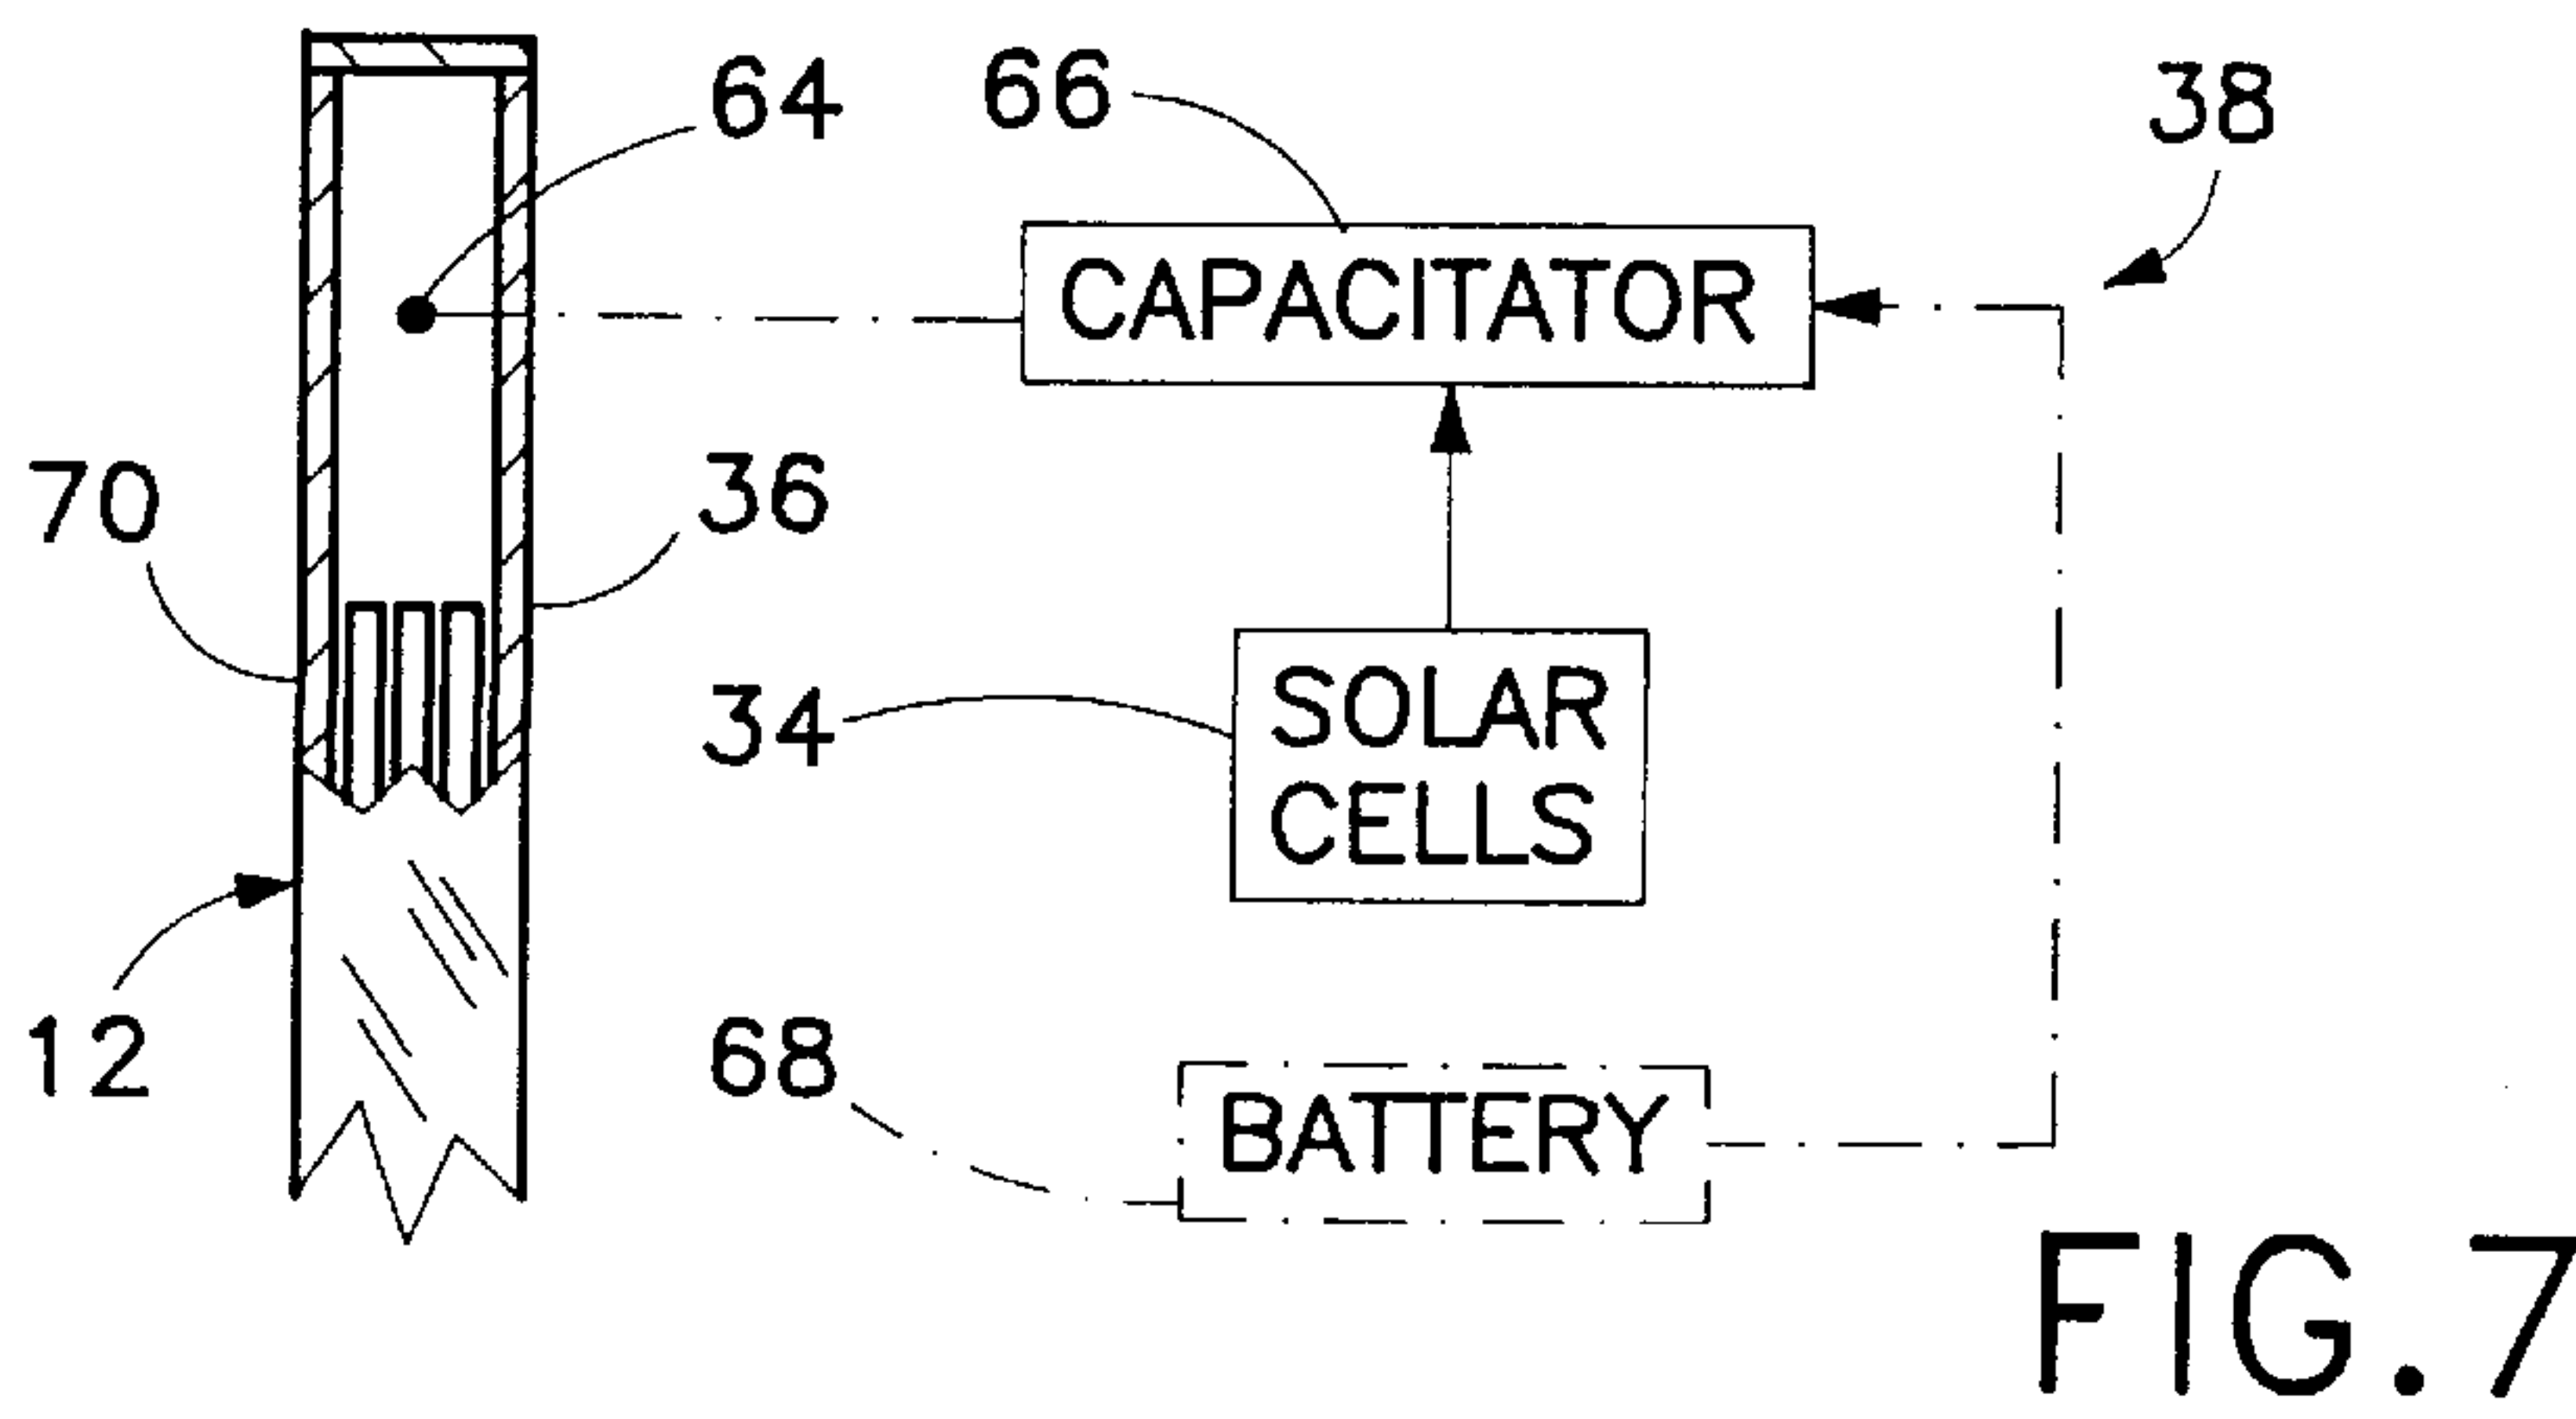 64
66
38
CAPACITATOR
70
36
34
SOLAR
CELLS
12
68
BATTERY
FIG.7